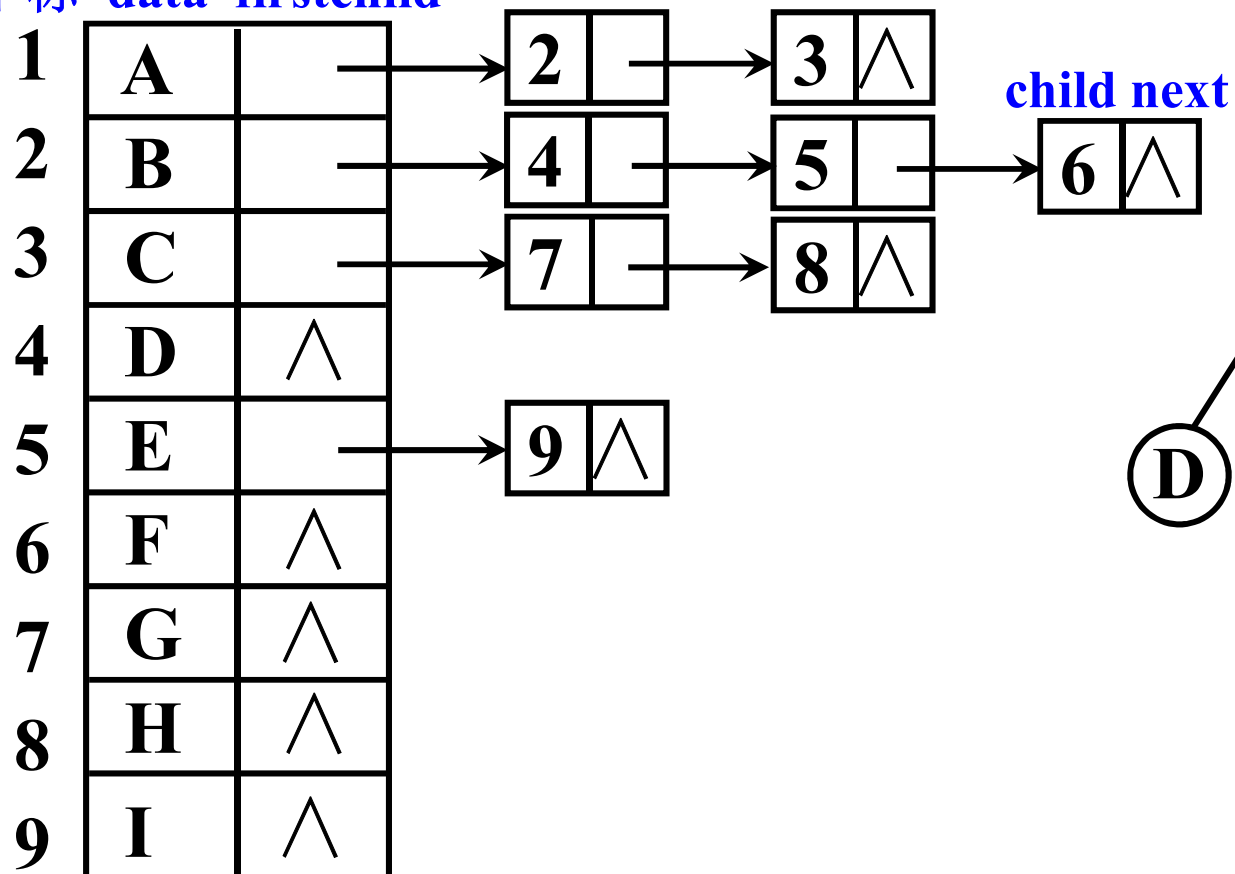 标 data firstchild
1 A 2 3 ∧
child next
2 B 4 5 6 ∧
3 C 7 8 ∧
4 D ∧
5 E 9 ∧
D
6 F ∧
7 G ∧
8 H ∧
9 I ∧